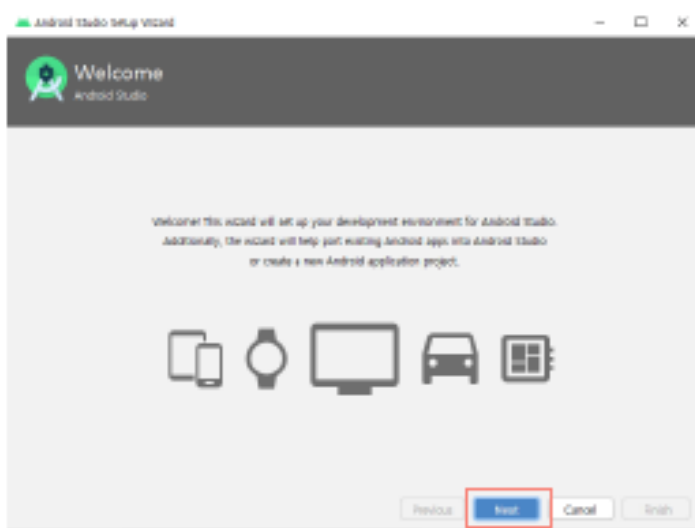 Android Studio Setup Wizard
Welcome
Android Studio
Welcome! This wizard will set up your development environment for Android Studio.
Additionally, the wizard will help port existing Android apps into Android Studio
or create a new Android application project.
Previous
Next
Cancel
Finish